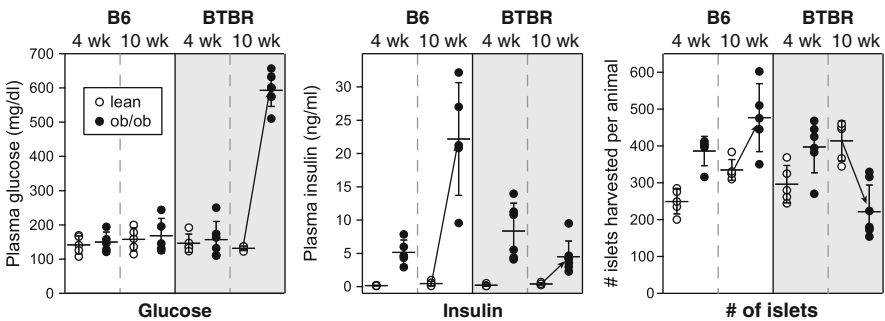 B6 BTBR
4 wk 10 wk 4 wk 10 wk
Plasma glucose (mg/dl)
700
600
500
400
300
200
100
0
lean
ob/ob
Glucose
B6 BTBR
4 wk 10 wk 4 wk 10 wk
Plasma insulin (ng/ml)
30
25
20
15
10
5
0
Insulin
B6 BTBR
4 wk 10 wk 4 wk 10 wk
# islets harvested per animal
600
500
400
300
200
100
0
# of islets